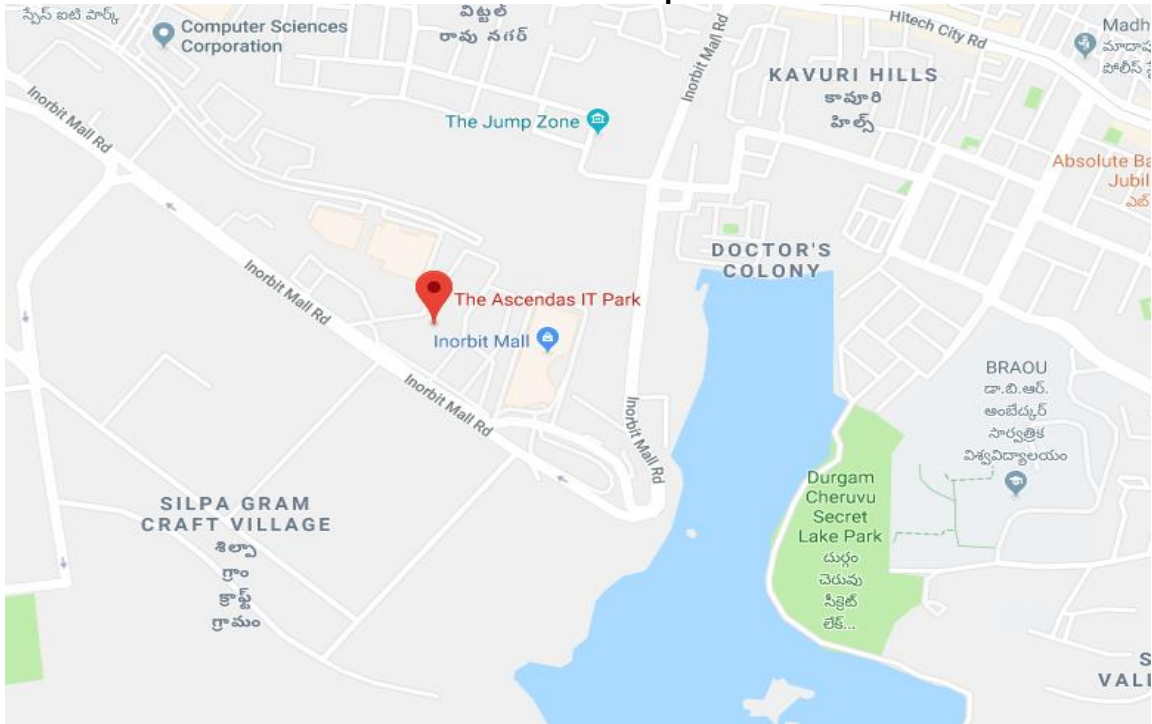 స్పేస్ ఐటి పార్క్
Computer Sciences
Corporation
విట్టల్
రావు నగర్
Inorbit Mall Rd
Hitech City Rd
Madh
KAVURI HILLS
కావూరి
హిల్స్
The Jump Zone
Inorbit Mall Rd
Absolute Ba
Jubil
DOCTOR'S
COLONY
Inorbit Mall Rd
The Ascendas IT Park
Inorbit Mall
Inorbit Mall Rd
Inorbit Mall Rd
BRAOU
డా.బి.ఆర్.
అంబేద్కర్
సార్వత్రిక
విశ్వవిద్యాలయం
SILPA GRAM
CRAFT VILLAGE
శిల్పా
గ్రాం
క్రాఫ్ట్
గ్రామం
Durgam
Cheruvu
Secret
Lake Park
దుర్గం
చెరువు
సీక్రెట్
లేక్...
S
VALL